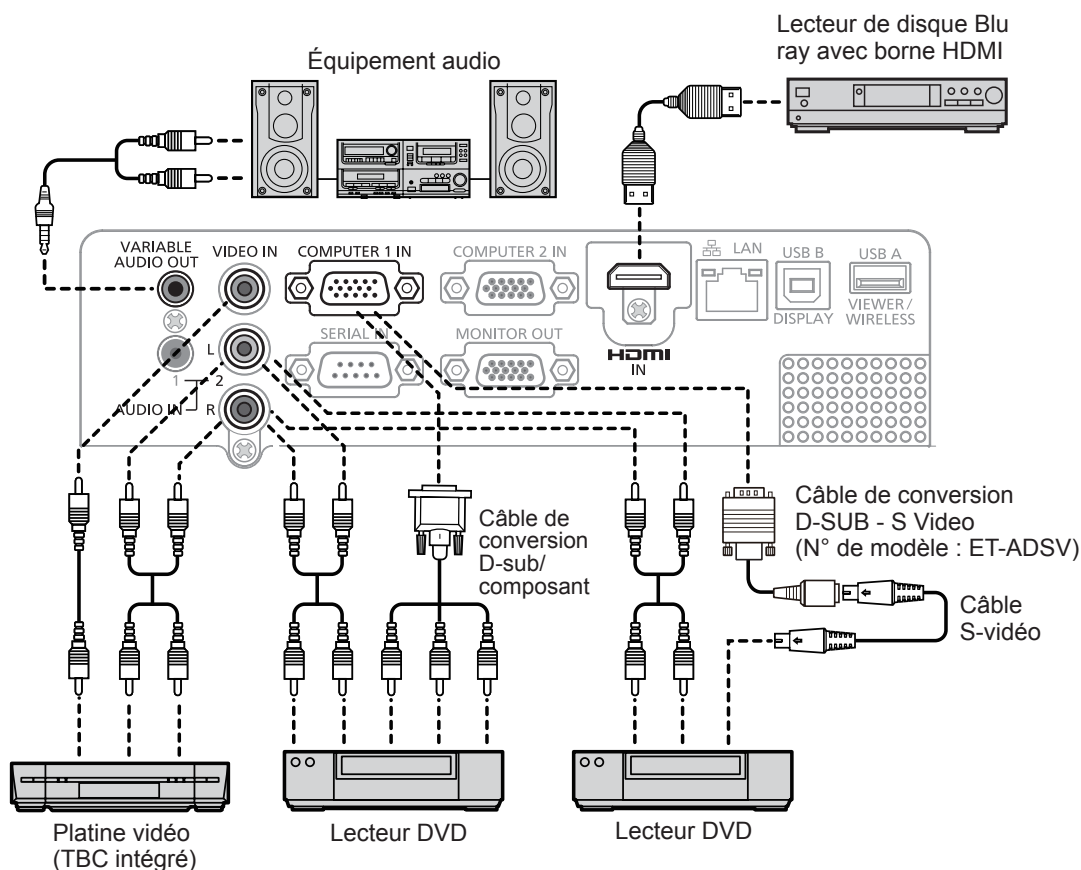 Lecteur de disque Blu
ray avec borne HDMI
Équipement audio
VARIABLE
AUDIO OUT
VIDEO IN
COMPUTER 1 IN
COMPUTER 2 IN
LAN
USB B
USB A
DISPLAY
VIEWER /
WIRELESS
SERIAL IN
MONITOR OUT
HDMI
IN
L
1
2
AUDIO IN
R
Câble de
conversion
D-sub/
composant
Câble de conversion
D-SUB - S Video
(N° de modèle : ET-ADSV)
Câble
S-vidéo
Platine vidéo
(TBC intégré)
Lecteur DVD
Lecteur DVD